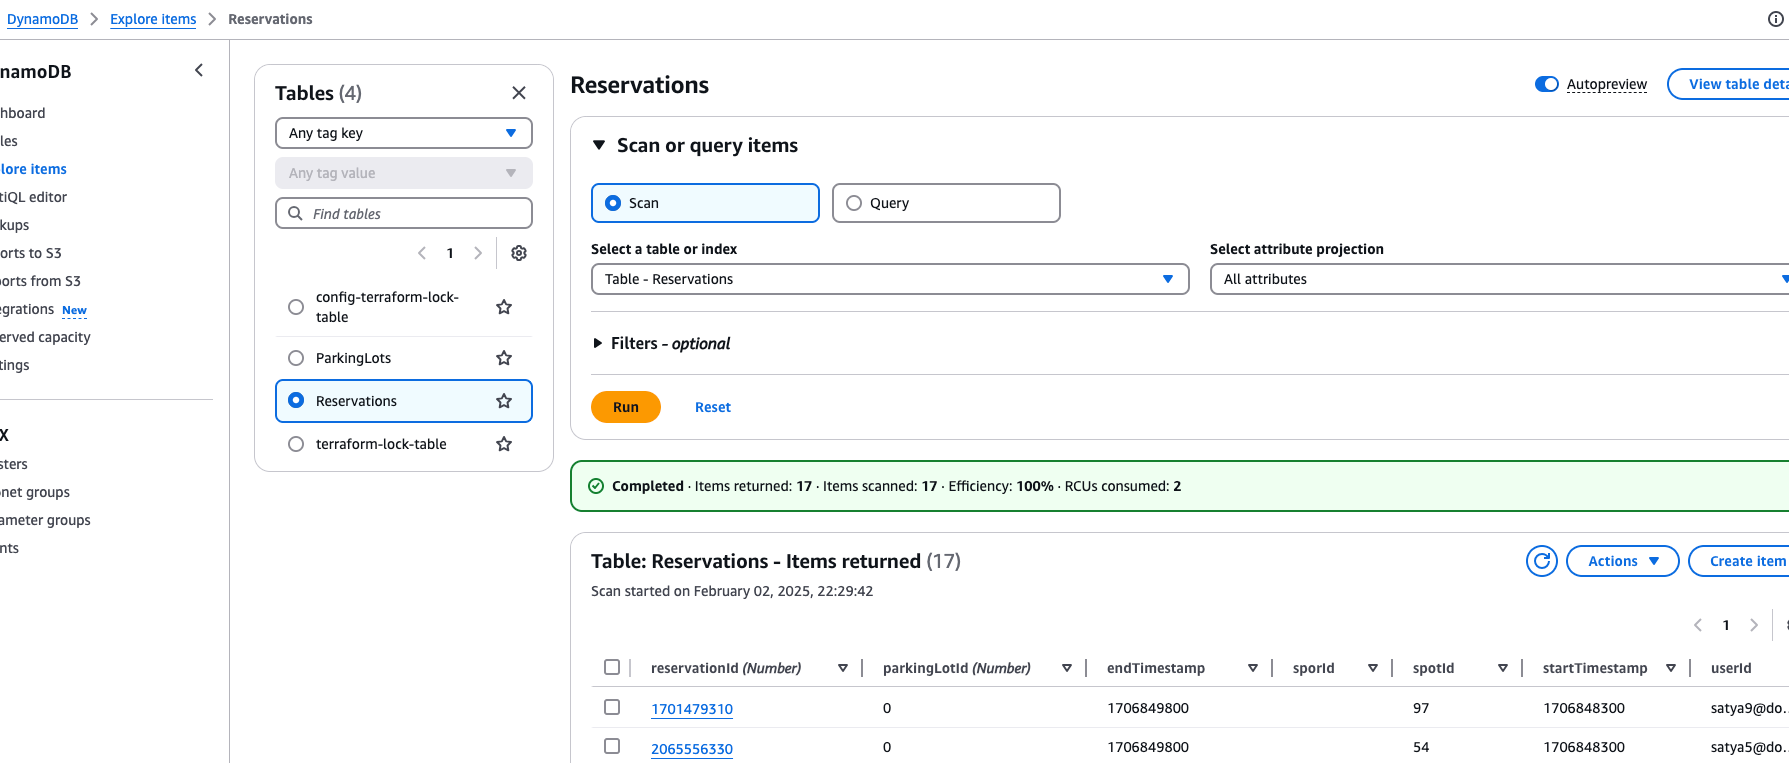 DynamoDB > Explore items > Reservations
namoDB
hboard
les
lore items
tiQL editor
kups
orts to S3
orts from S3
egrations New
erved capacity
tings
X
sters
net groups
ameter groups
nts
Tables (4)
Any tag key
Any tag value
Find tables
1
config-terraform-lock-
table
ParkingLots
Reservations
terraform-lock-table
Reservations
Autopreview
View table deta
Scan or query items
Scan
Query
Select a table or index
Select attribute projection
Table - Reservations
All attributes
Filters - optional
Run
Reset
Completed · Items returned: 17 · Items scanned: 17 · Efficiency: 100% · RCUs consumed: 2
Table: Reservations - Items returned (17)
Actions
Create item
Scan started on February 02, 2025, 22:29:42
1
reservationId (Number) parkingLotId (Number) endTimestamp sporId spotId startTimestamp userId
1701479310 0 1706849800 97 1706848300 satya9@do...
2065556330 0 1706849800 54 1706848300 satya5@do...